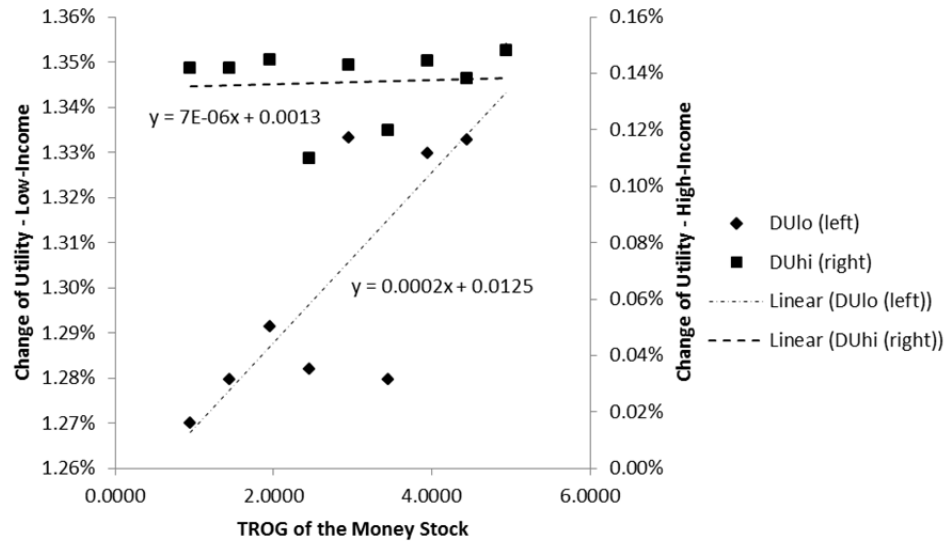 1.36%
1.35%
1.34%
1.33%
1.32%
1.31%
1.30%
1.29%
1.28%
1.27%
1.26%
Change of Utility - Low-Income
0.16%
0.14%
0.12%
0.10%
0.08%
0.06%
0.04%
0.02%
0.00%
Change of Utility - High-Income
y = 7E-06x + 0.0013
y = 0.0002x + 0.0125
0.0000 2.0000 4.0000 6.0000
TROG of the Money Stock
DUlo (left)
DUhi (right)
Linear (DUlo (left))
Linear (DUhi (right))